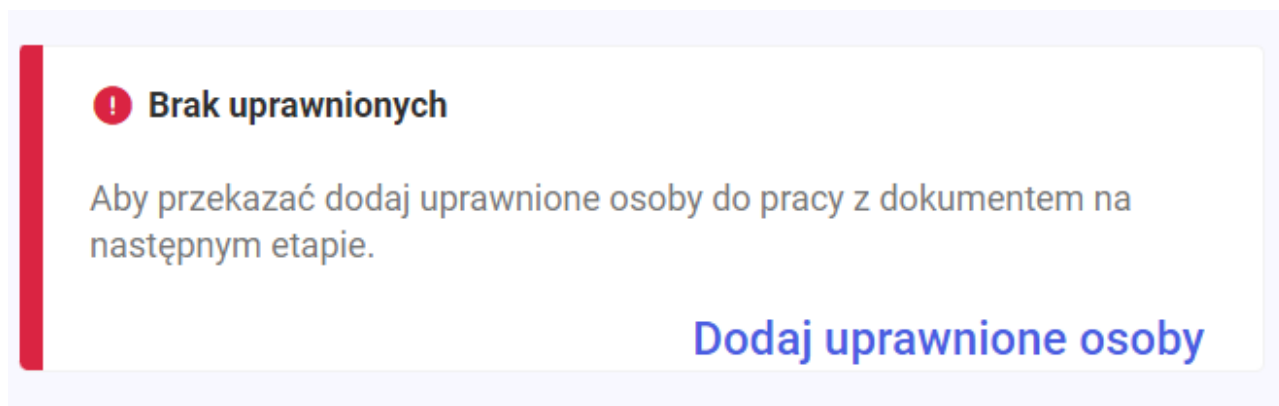 Brak uprawnionych
Aby przekazać dodaj uprawnione osoby do pracy z dokumentem na
następnym etapie.
Dodaj uprawnione osoby